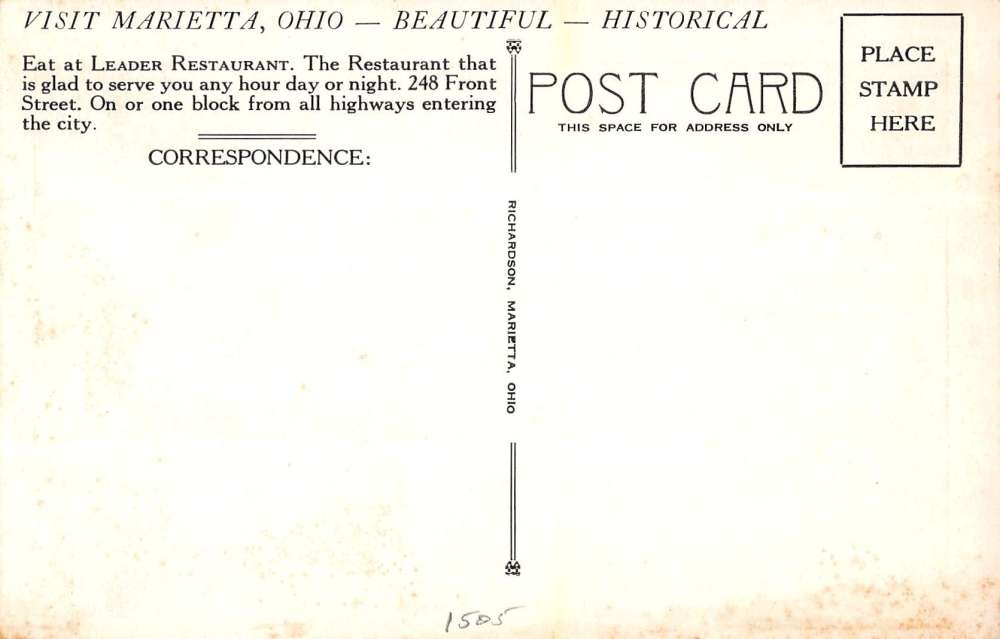 VISIT MARIETTA, OHIO — BEAUTIFUL — HISTORICAL
Eat at LEADER RESTAURANT. The Restaurant that
is glad to serve you any hour day or night. 248 Front
Street. On or one block from all highways entering
the city.
CORRESPONDENCE:
RICHARDSON, MARIETTA, OHIO
POST CARD
THIS SPACE FOR ADDRESS ONLY
PLACE
STAMP
HERE
1505